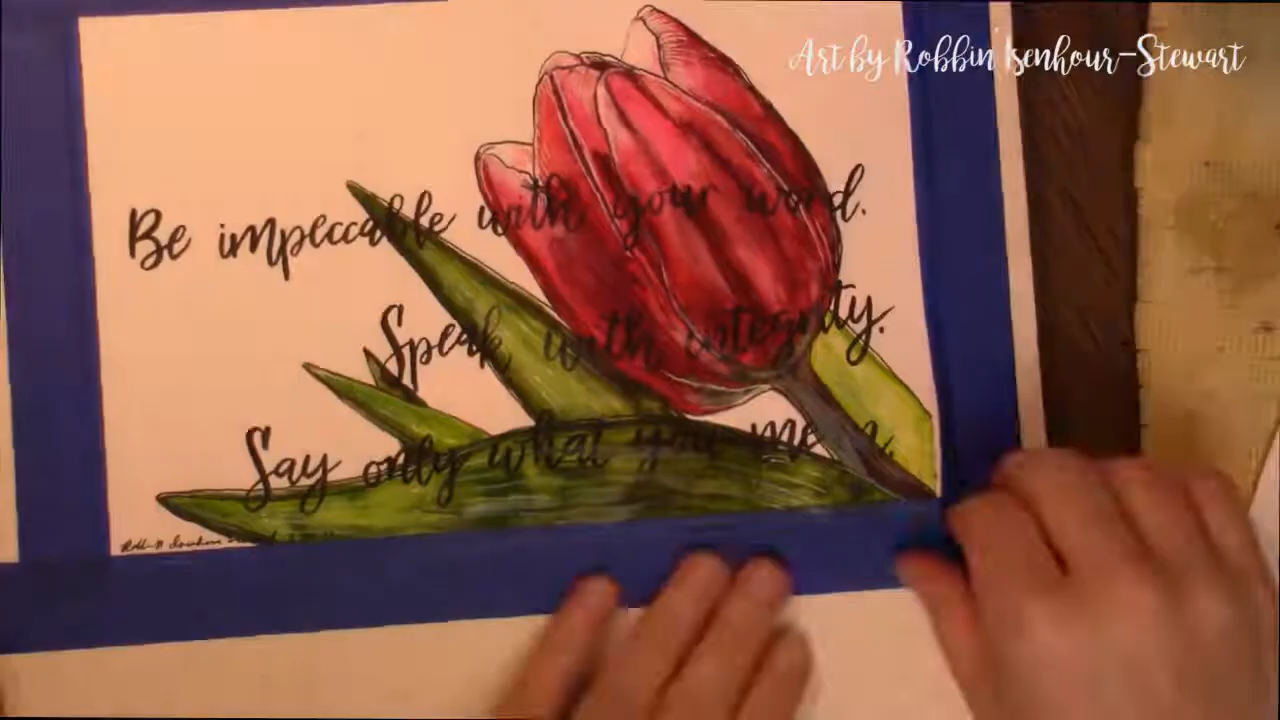 Art by Robbin Isenhour-Stewart
Be impeccable with your word.
Speak with integrity.
Say only what you mean.